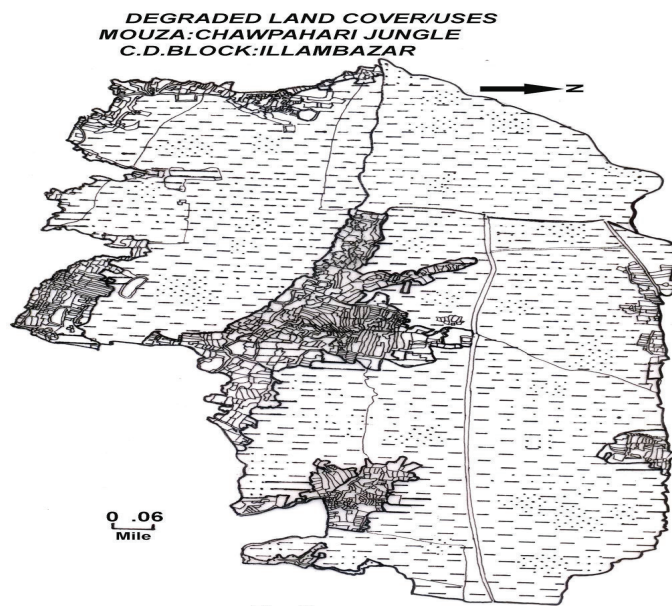 DEGRADED LAND COVER/USES
MOUZA:CHAWPAHARI JUNGLE
C.D.BLOCK:ILLAMBAZAR
N
0 .06
Mile